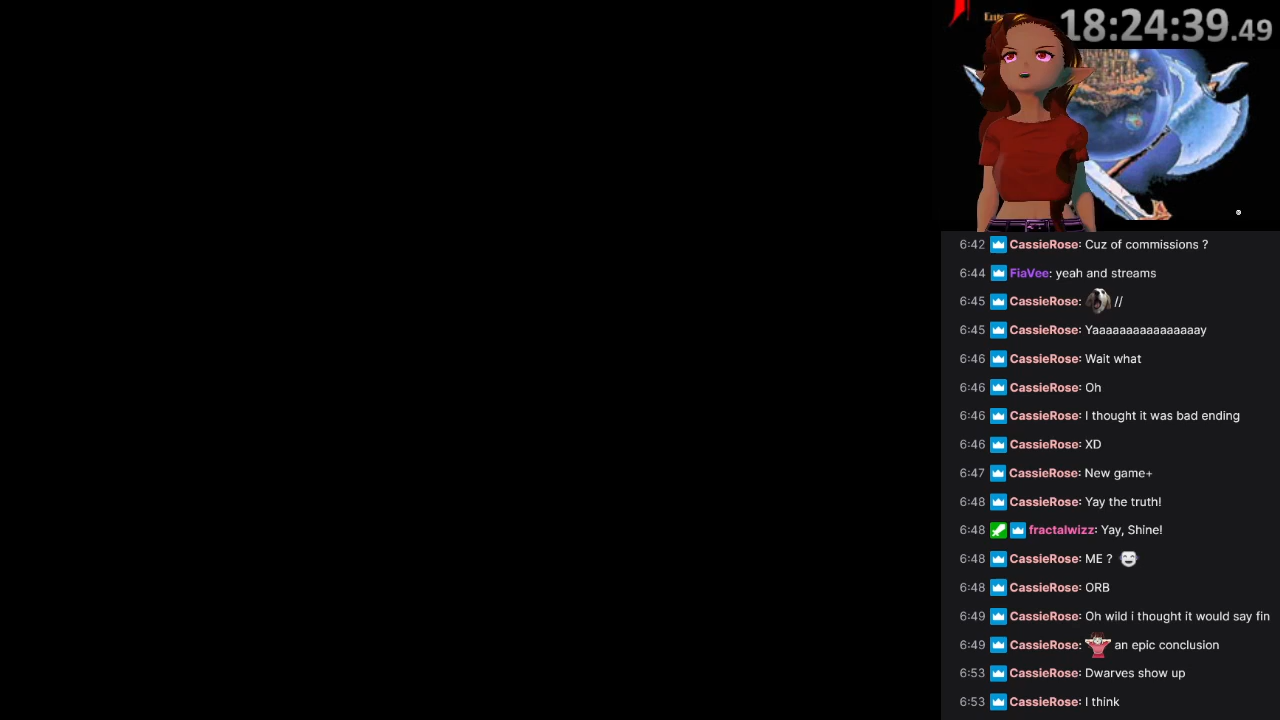 18:24:39.49
6:42 CassieRose: Cuz of commissions ?
6:44 FiaVee: yeah and streams
6:45 CassieRose: //
6:45 CassieRose: Yaaaaaaaaaaaaaaaay
6:46 CassieRose: Wait what
6:46 CassieRose: Oh
6:46 CassieRose: I thought it was bad ending
6:46 CassieRose: XD
6:47 CassieRose: New game+
6:48 CassieRose: Yay the truth!
6:48 fractalwizz: Yay, Shine!
6:48 CassieRose: ME ?
6:48 CassieRose: ORB
6:49 CassieRose: Oh wild i thought it would say fin
6:49 CassieRose: an epic conclusion
6:53 CassieRose: Dwarves show up
6:53 CassieRose: I think